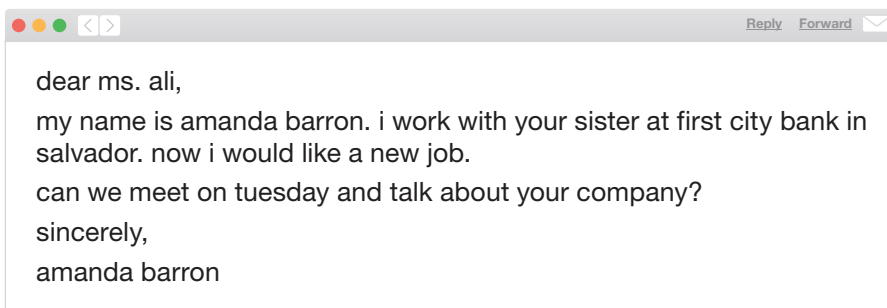 Reply Forward
dear ms. ali,
my name is amanda barron. i work with your sister at first city bank in
salvador. now i would like a new job.
can we meet on tuesday and talk about your company?
sincerely,
amanda barron